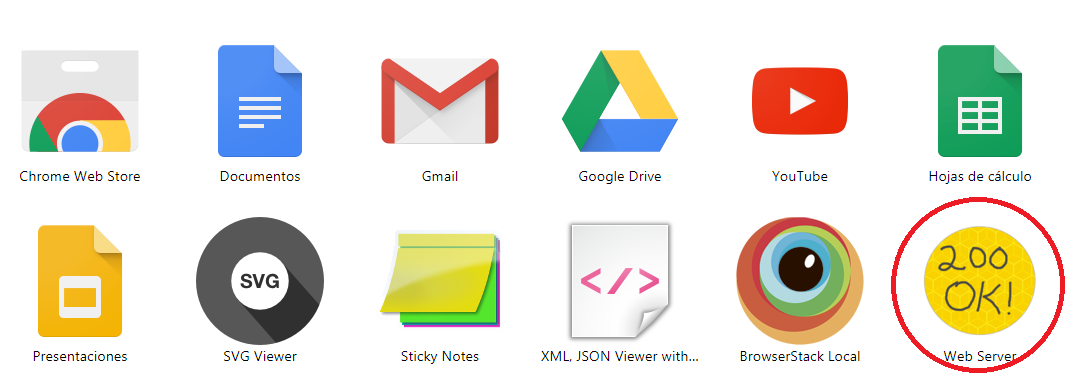 Chrome Web Store
Documentos
Gmail
Google Drive
YouTube
Hojas de cálculo
SVG
200
OK!
Presentaciones
SVG Viewer
Sticky Notes
XML, JSON Viewer with...
BrowserStack Local
Web Server